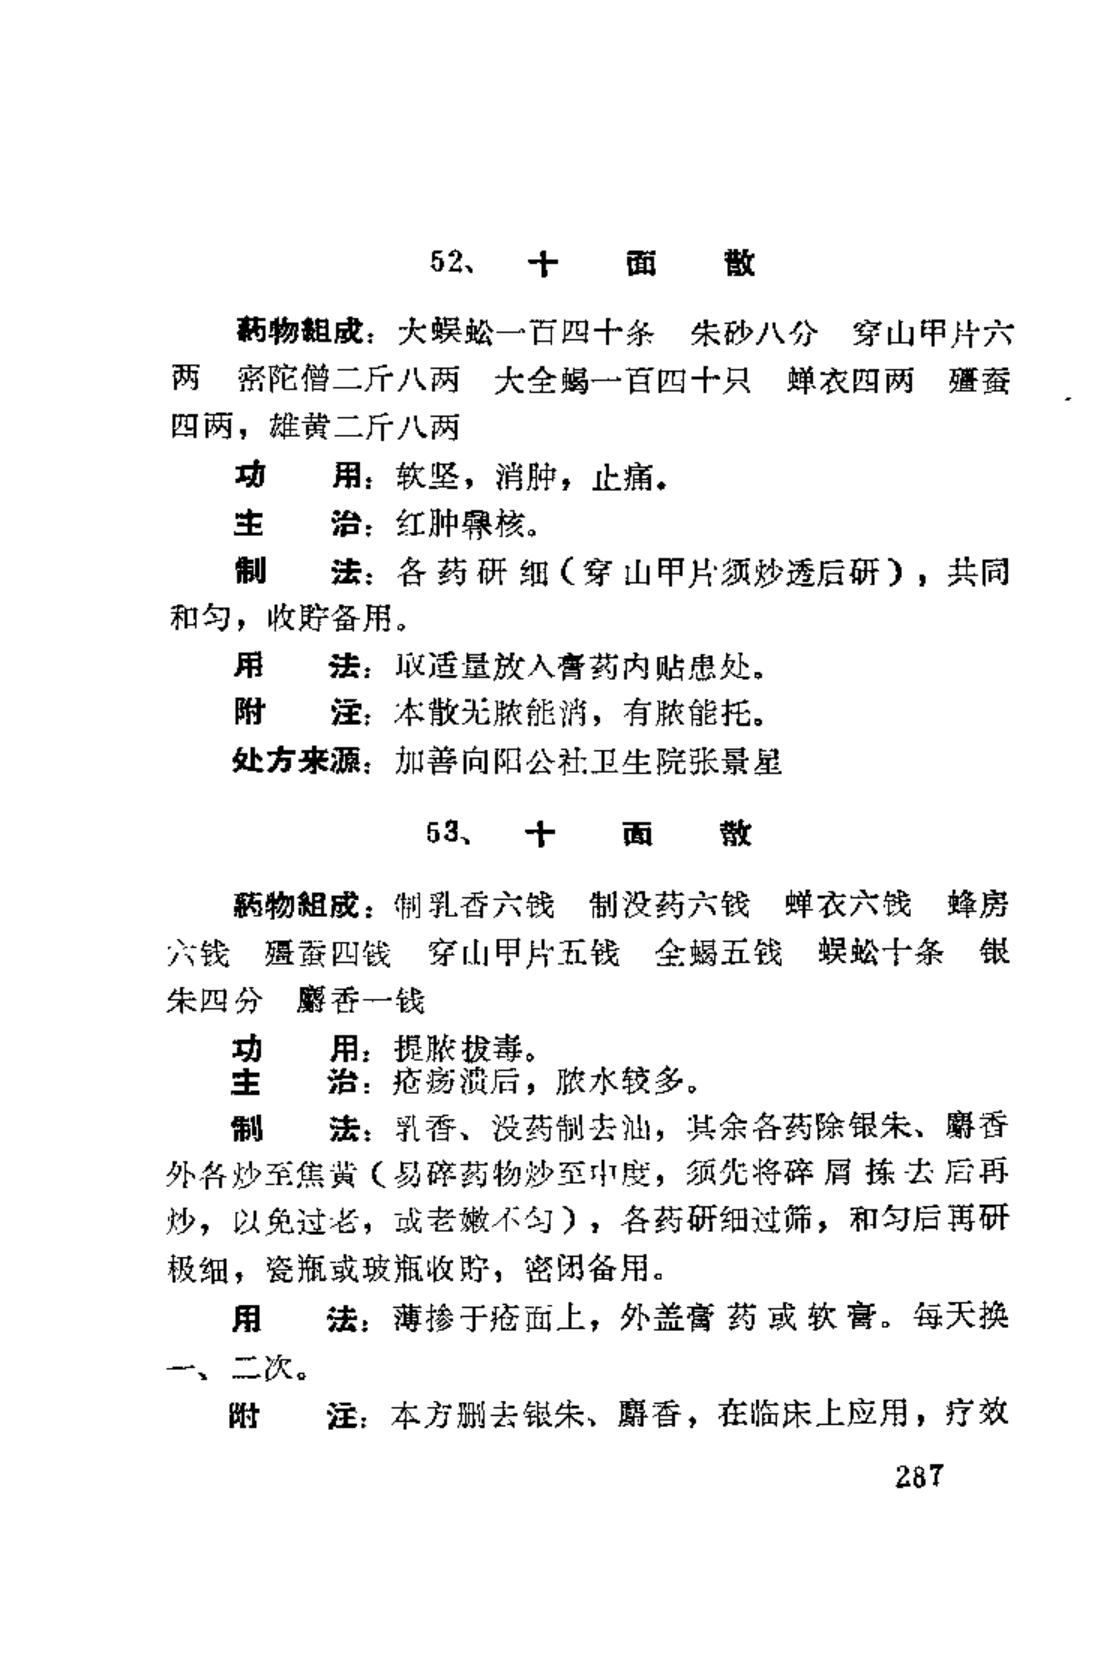 52、 十 面 散
药物組成：大蜈蚣一百四十条 朱砂八分 穿山甲片六
两 密陀僧二斤八两 大全蝎一百四十只 蝉衣四两 殭蚕
四两，雄黄二斤八两
功 用：软坚，消肿，止痛。
主 治：红肿瘰核。
制 法：各药研细（穿山甲片须炒透后研），共同
和匀，收貯备用。
用 法：取适量放入膏药内贴患处。
附 注：本散无脓能消，有脓能托。
处方来源：加善向阳公社卫生院张景星
53、 十 面 散
药物組成：制乳香六钱 制没药六钱 蝉衣六钱 蜂房
六钱 殭蚕四钱 穿山甲片五钱 全蝎五钱 蜈蚣十条 银
朱四分 麝香一钱
功 用：提脓拔毒。
主 治：疮疡溃后，脓水较多。
制 法：乳香、没药制去油，其余各药除银朱、麝香
外各炒至焦黄（易碎药物炒至中度，须先将碎屑拣去后再
炒，以免过老，或老嫩不匀），各药研细过筛，和匀后再研
极细，瓷瓶或玻瓶收貯，密闭备用。
用 法：薄掺于疮面上，外盖膏药或软膏。每天换
一、二次。
附 注：本方删去银朱、麝香，在临床上应用，疗效
287